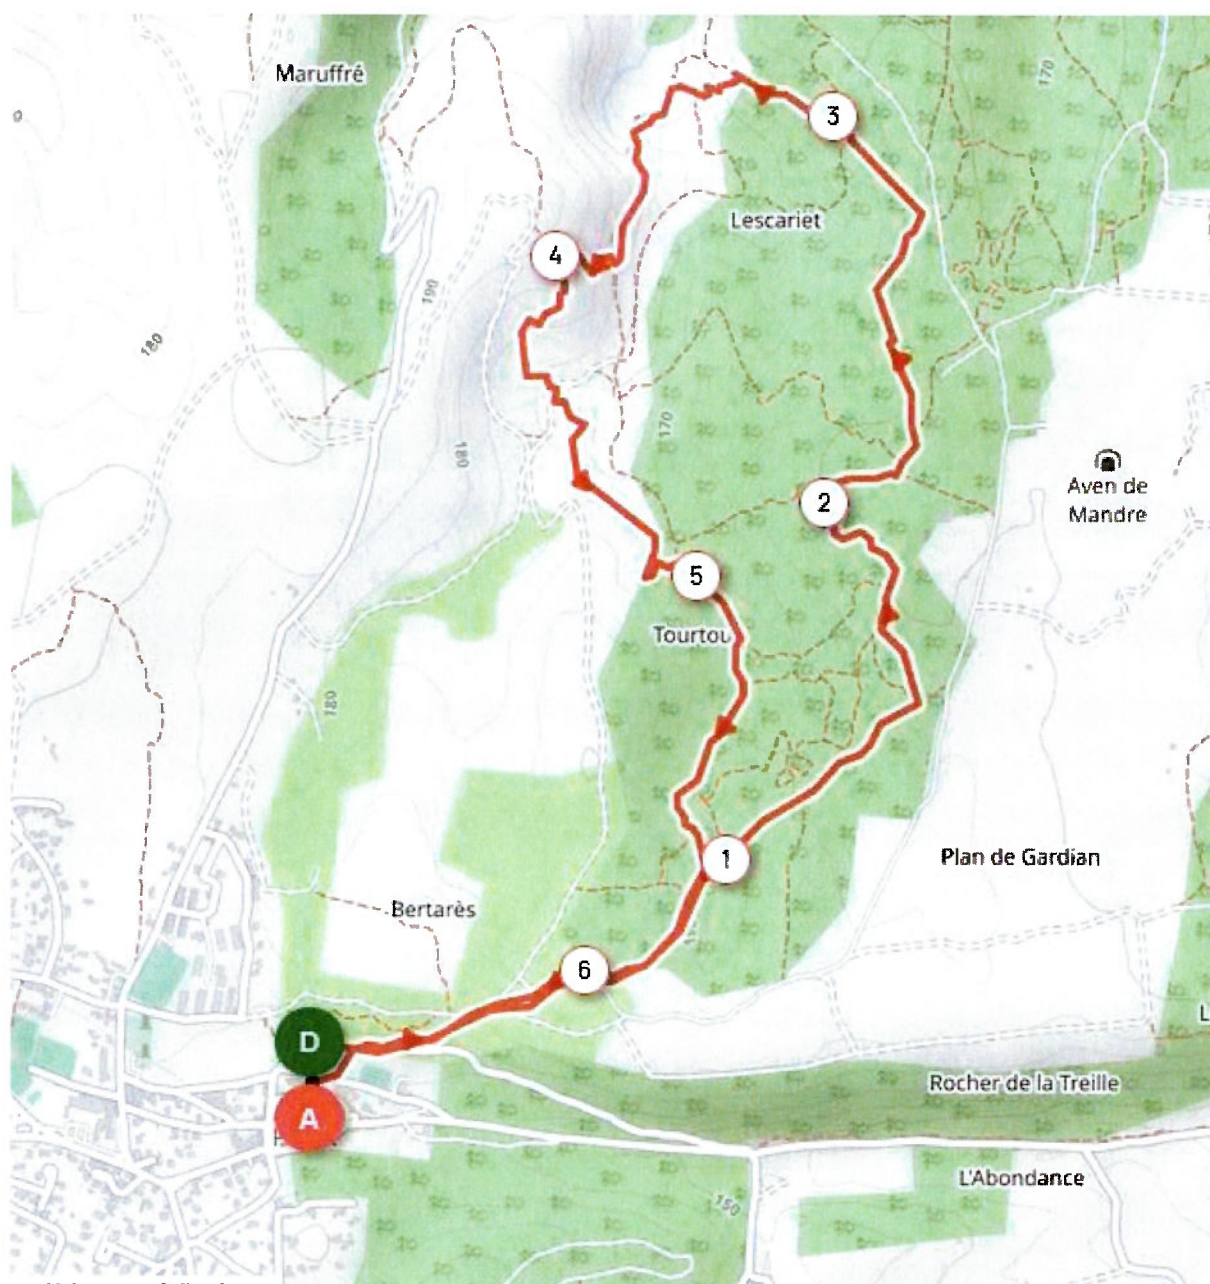 Maruffré
170
3
Lescariet
4
190
180
170
180
Aven de
Mandre
2
5
Tourtou
180
1
Plan de Gardian
Bertarès
6
D
A
Rocher de la Treille
L'Abondance
150